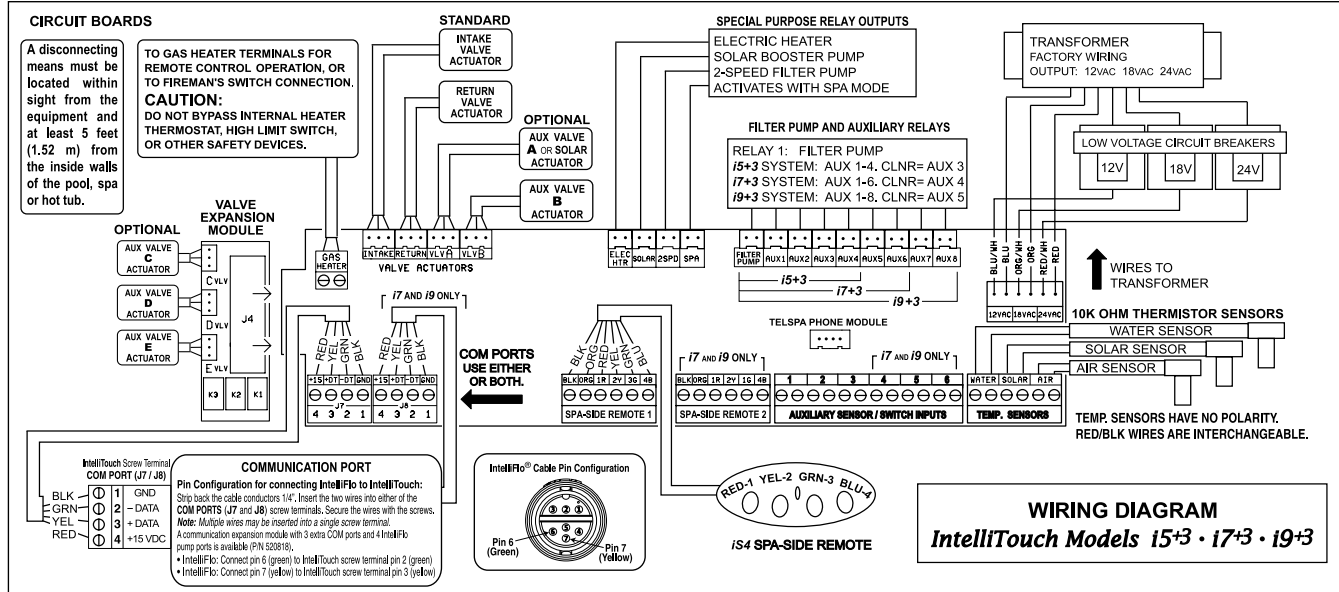 CIRCUIT BOARDS
A disconnecting
means must be
located within
sight from the
equipment and
at least 5 feet
(1.52 m) from
the inside walls
of the pool, spa
or hot tub.
TO GAS HEATER TERMINALS FOR
REMOTE CONTROL OPERATION, OR
TO FIREMAN'S SWITCH CONNECTION.
CAUTION:
DO NOT BYPASS INTERNAL HEATER
THERMOSTAT, HIGH LIMIT SWITCH,
OR OTHER SAFETY DEVICES.
STANDARD
INTAKE
VALVE
ACTUATOR
RETURN
VALVE
ACTUATOR
OPTIONAL
AUX VALVE
A OR SOLAR
ACTUATOR
AUX VALVE
B
ACTUATOR
SPECIAL PURPOSE RELAY OUTPUTS
ELECTRIC HEATER
SOLAR BOOSTER PUMP
2-SPEED FILTER PUMP
ACTIVATES WITH SPA MODE
FILTER PUMP AND AUXILIARY RELAYS
RELAY 1: FILTER PUMP
i5+3 SYSTEM: AUX 1-4. CLNR= AUX 3
i7+3 SYSTEM: AUX 1-6. CLNR= AUX 4
i9+3 SYSTEM: AUX 1-8. CLNR= AUX 5
TRANSFORMER
FACTORY WIRING
OUTPUT: 12VAC 18VAC 24VAC
LOW VOLTAGE CIRCUIT BREAKERS
12V 18V 24V
BLU/WH BLU ORG/WH ORG RED/WH RED
12VAC 18VAC 24VAC
WIRES TO
TRANSFORMER
OPTIONAL
VALVE
EXPANSION
MODULE
AUX VALVE
C
ACTUATOR
AUX VALVE
D
ACTUATOR
AUX VALVE
E
ACTUATOR
C VLV
D VLV
E VLV
J4
K3 K2 K1
GAS
HEATER
INTAKE RETURN VLV A VLV B
VALVE ACTUATORS
ELEC
HTR SOLAR 2SPD SPA
FILTER
PUMP AUX1 AUX2 AUX3 AUX4 AUX5 AUX6 AUX7 AUX8
i5+3
i7+3
i9+3
TELSPA PHONE MODULE
10K OHM THERMISTOR SENSORS
WATER SENSOR
SOLAR SENSOR
AIR SENSOR
TEMP. SENSORS HAVE NO POLARITY.
RED/BLK WIRES ARE INTERCHANGEABLE.
i7 AND i9 ONLY
RED YEL GRN BLK
RED YEL GRN BLK
+15 +DT -DT GND
+15 +DT -DT GND
J7
J8
4 3 2 1
4 3 2 1
COM PORTS
USE EITHER
OR BOTH.
BLK ORG RED YEL GRN BLU
BLK ORG 1R 2Y 3G 4B
SPA-SIDE REMOTE 1
i7 AND i9 ONLY
BLK ORG 1R 2Y 1G 4B
SPA-SIDE REMOTE 2
i7 AND i9 ONLY
1 2 3 4 5 6
AUXILIARY SENSOR / SWITCH INPUTS
WATER SOLAR AIR
TEMP. SENSORS
IntelliTouch Screw Terminal
COM PORT (J7 / J8)
BLK 1 GND
GRN 2 – DATA
YEL 3 + DATA
RED 4 +15 VDC
COMMUNICATION PORT
Pin Configuration for connecting IntelliFlo to IntelliTouch:
Strip back the cable conductors 1/4". Insert the two wires into either of the
COM PORTS (J7 and J8) screw terminals. Secure the wires with the screws.
Note: Multiple wires may be inserted into a single screw terminal.
A communication expansion module with 3 extra COM ports and 4 IntelliFlo
pump ports is available (P/N 520818).
• IntelliFlo: Connect pin 6 (green) to IntelliTouch screw terminal pin 2 (green)
• IntelliFlo: Connect pin 7 (yellow) to IntelliTouch screw terminal pin 3 (yellow)
IntelliFlo® Cable Pin Configuration
3 2 1
6 5 4
7
Pin 6
(Green)
Pin 7
(Yellow)
RED-1 YEL-2 GRN-3 BLU-4
iS4 SPA-SIDE REMOTE
WIRING DIAGRAM
IntelliTouch Models i5+3 · i7+3 · i9+3